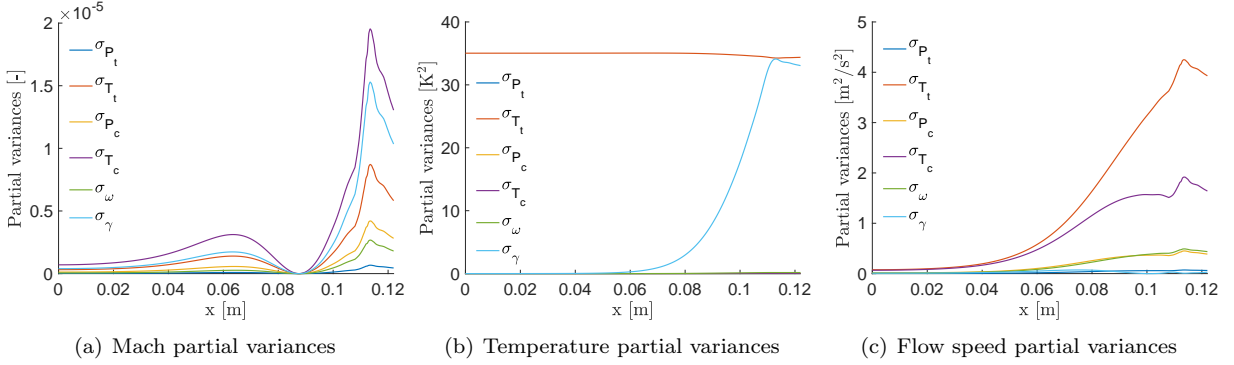 ×10⁻⁵
2
1.5
1
0.5
0
Partial variances [-]
σ_{P_t}
σ_{T_t}
σ_{P_c}
σ_{T_c}
σ_ω
σ_γ
0 0.02 0.04 0.06 0.08 0.1 0.12
x [m]
(a) Mach partial variances
40
30
20
10
0
Partial variances [K²]
σ_{P_t}
σ_{T_t}
σ_{P_c}
σ_{T_c}
σ_ω
σ_γ
0 0.02 0.04 0.06 0.08 0.1 0.12
x [m]
(b) Temperature partial variances
5
4
3
2
1
0
Partial variances [m²/s²]
σ_{P_t}
σ_{T_t}
σ_{P_c}
σ_{T_c}
σ_ω
σ_γ
0 0.02 0.04 0.06 0.08 0.1 0.12
x [m]
(c) Flow speed partial variances